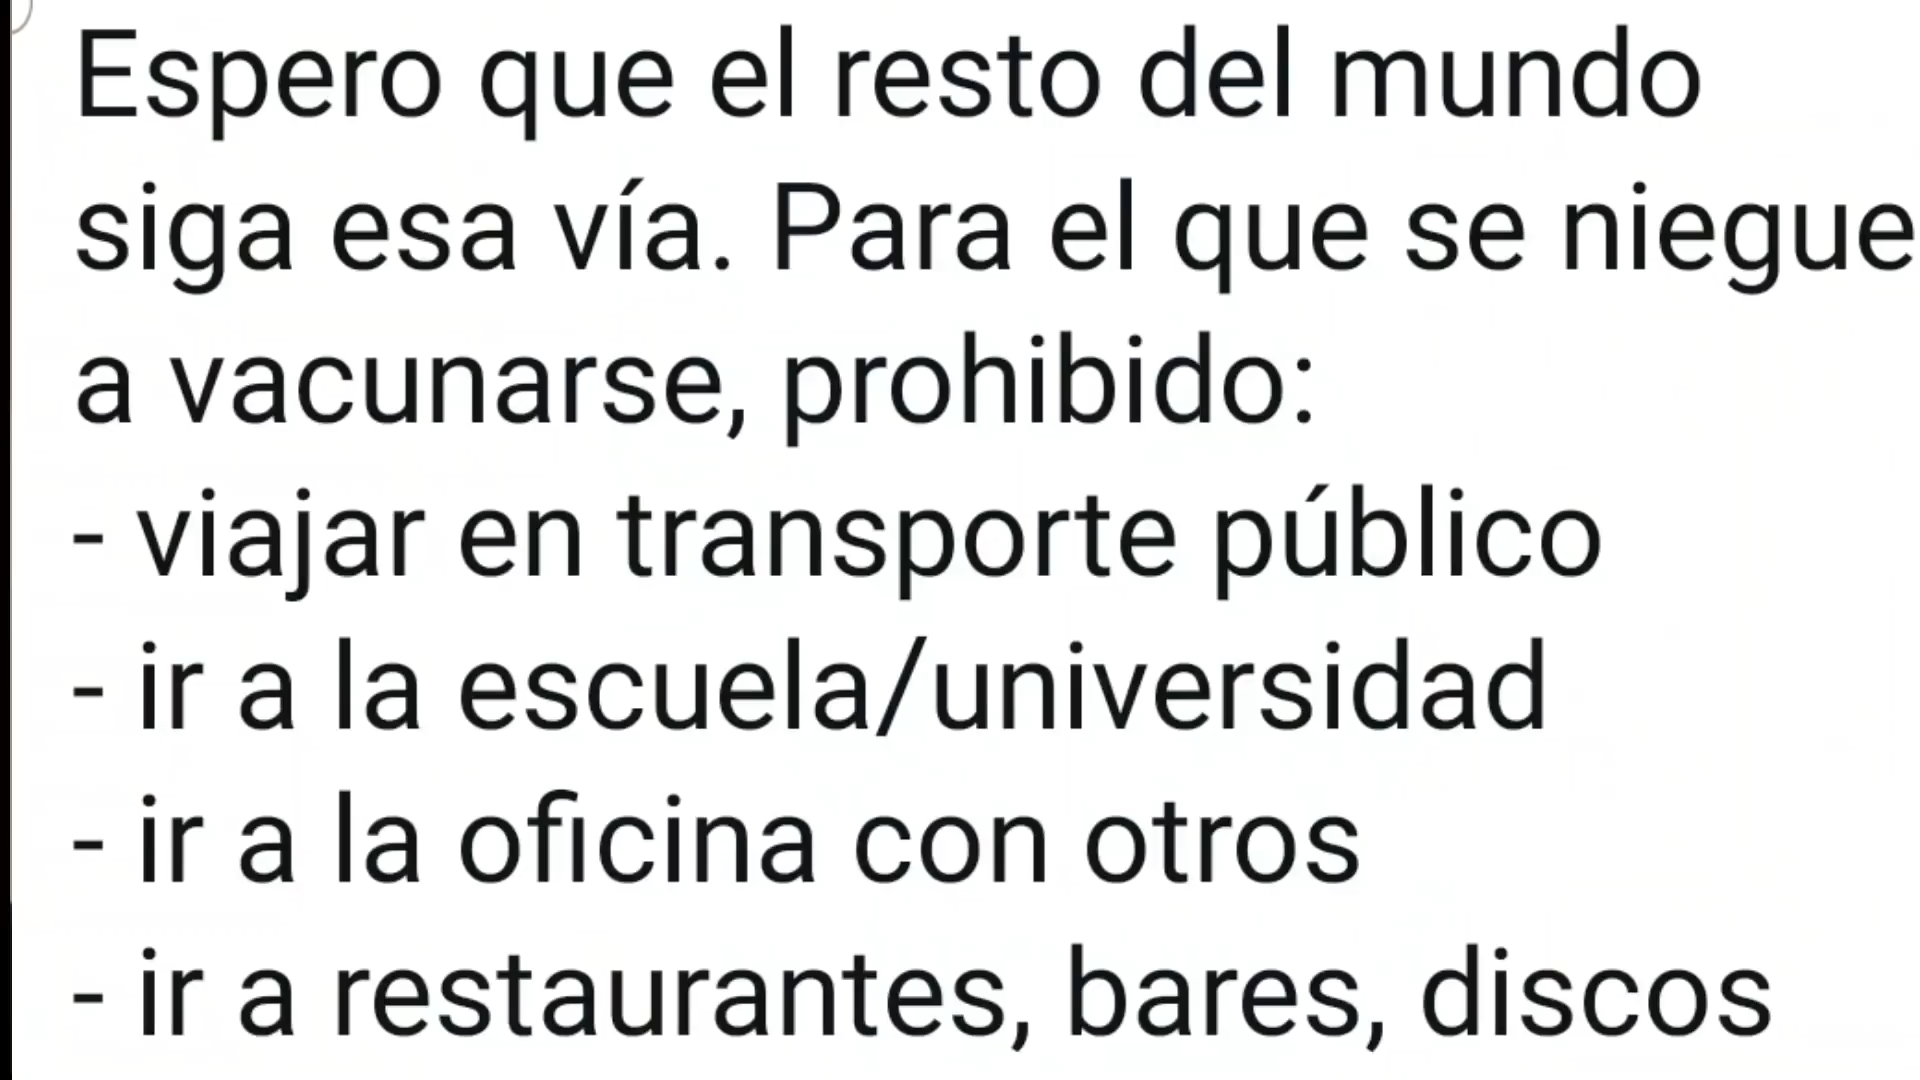 Espero que el resto del mundo
siga esa vía. Para el que se niegue
a vacunarse, prohibido:
- viajar en transporte público
- ir a la escuela/universidad
- ir a la oficina con otros
- ir a restaurantes, bares, discos